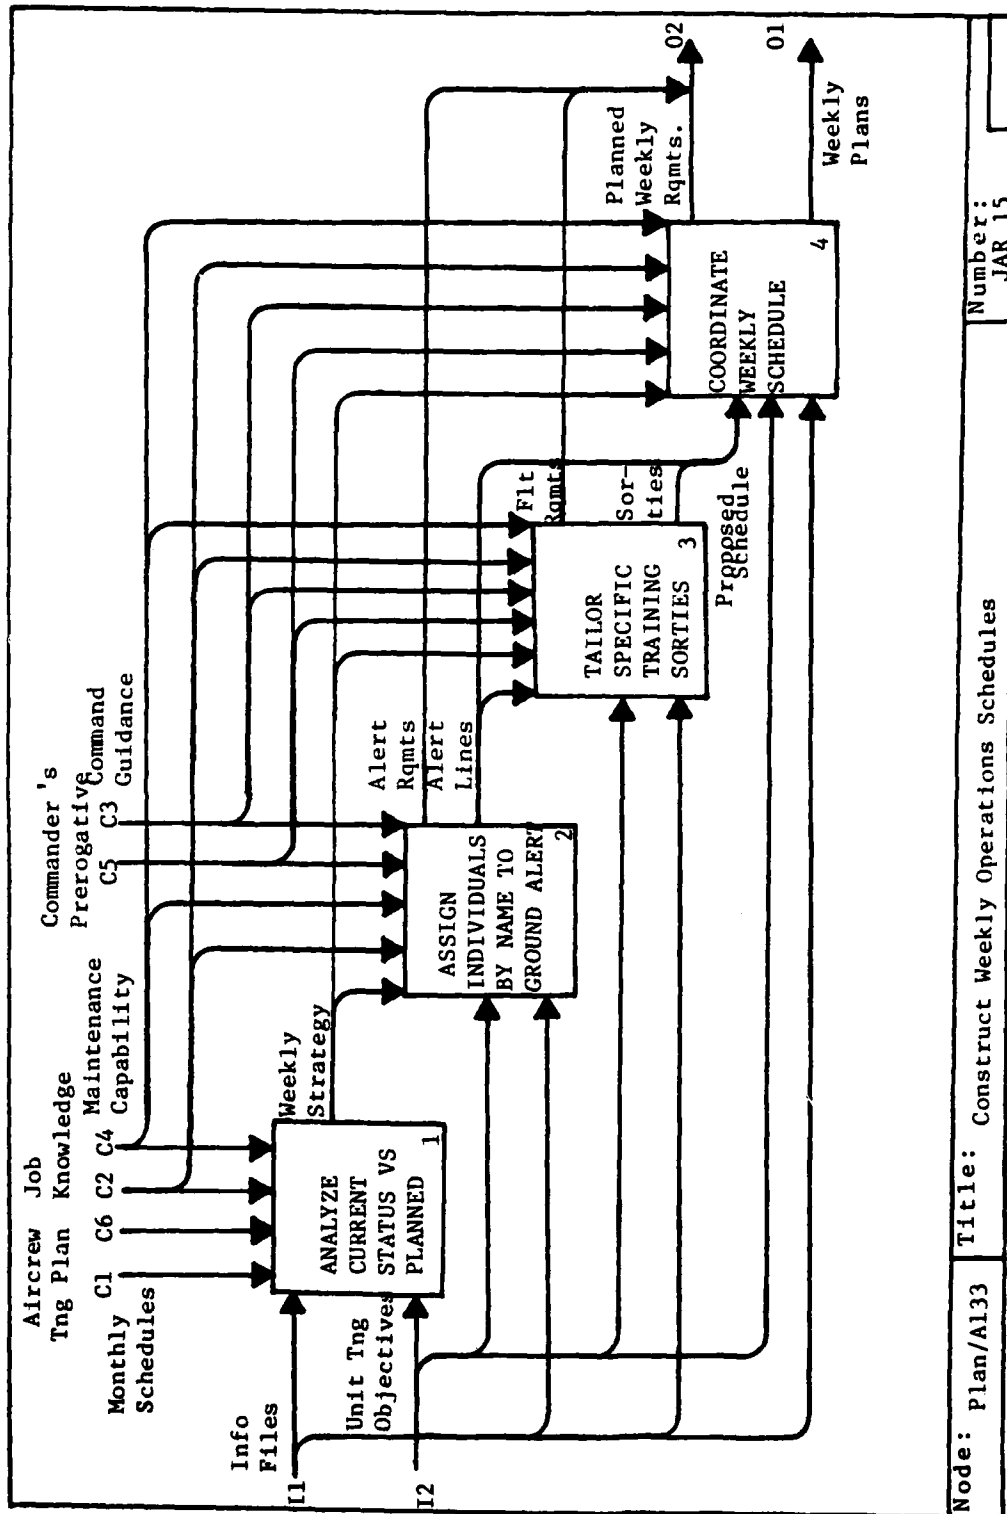 Aircrew
Tng Plan
Job
Knowledge
Maintenance
Capability
Commander's
Prerogative
Command
Guidance
Monthly
Schedules
C1
C6
C2
C4
C5
C3
Info
Files
I1
Unit Tng
Objectives
I2
ANALYZE
CURRENT
STATUS VS
PLANNED
1
Weekly
Strategy
ASSIGN
INDIVIDUALS
BY NAME TO
GROUND ALERT
2
Alert
Rqmts
Alert
Lines
TAILOR
SPECIFIC
TRAINING
SORTIES
3
Flt
Rqmts
Sor-
ties
Proposed
Schedule
COORDINATE
WEEKLY
SCHEDULE
4
Planned
Weekly
Rqmts.
O2
Weekly
Plans
O1
Node: Plan/A133
Title: Construct Weekly Operations Schedules
Number:
JAR 15